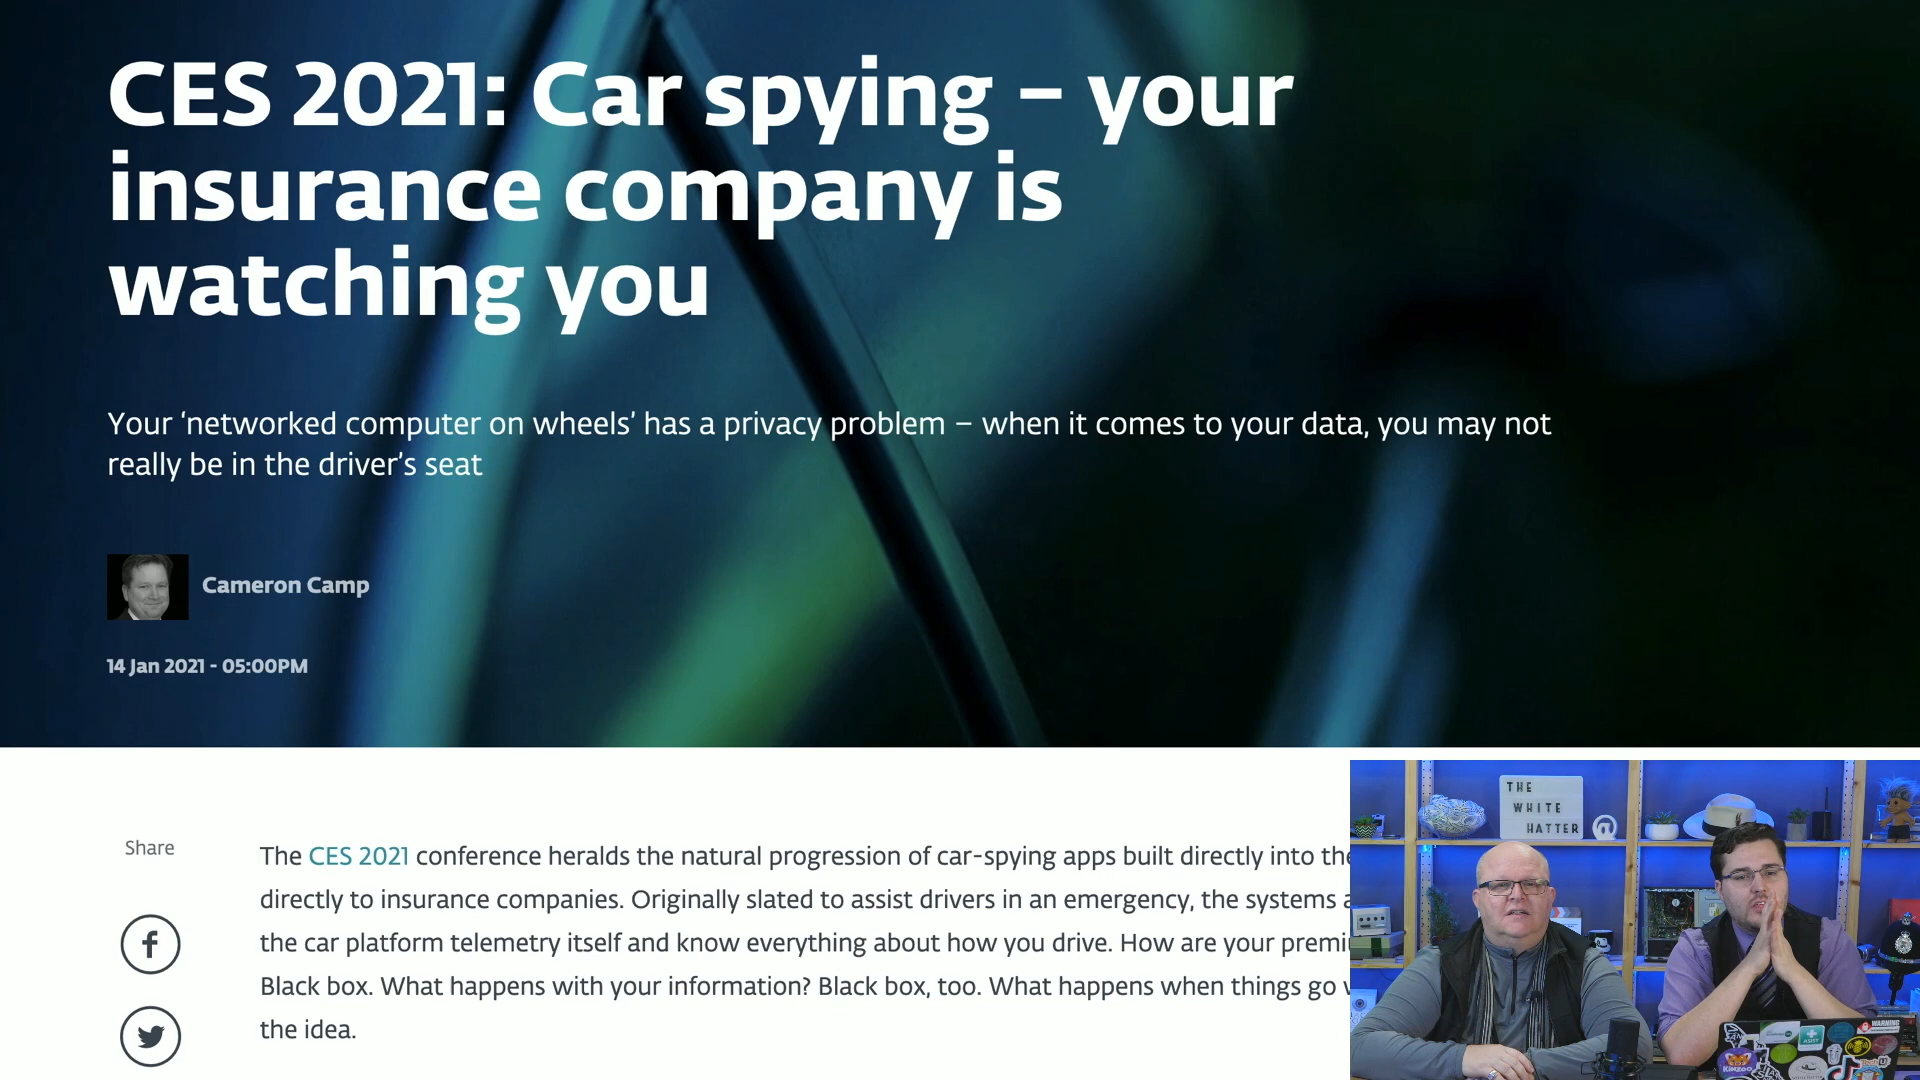 CES 2021: Car spying – your
insurance company is
watching you
Your ‘networked computer on wheels’ has a privacy problem – when it comes to your data, you may not
really be in the driver’s seat
Cameron Camp
14 Jan 2021 - 05:00PM
Share
The CES 2021 conference heralds the natural progression of car-spying apps built directly into the
directly to insurance companies. Originally slated to assist drivers in an emergency, the systems
the car platform telemetry itself and know everything about how you drive. How are your
Black box. What happens with your information? Black box, too. What happens when things go
the idea.
THE
WHITE
HATTER
WARNING
ASIST
KINZOO